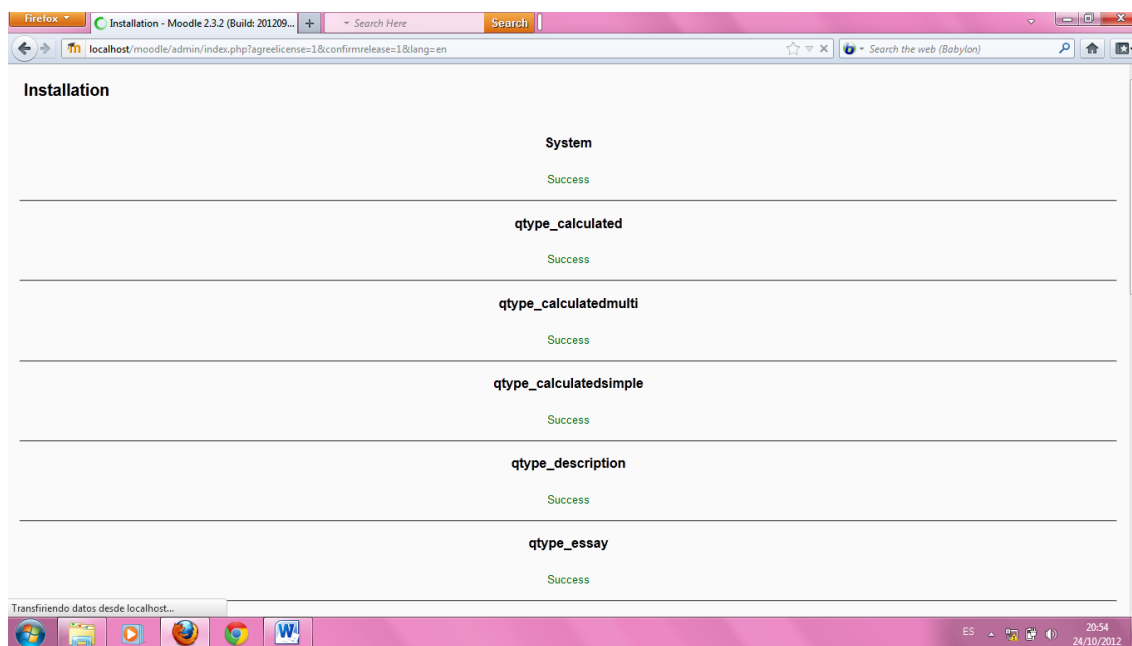 Firefox
Installation - Moodle 2.3.2 (Build: 201209...
Search Here
Search
localhost/moodle/admin/index.php?agreelicense=1&confirmrelease=1&lang=en
Search the web (Babylon)
Installation
System
Success
qtype_calculated
Success
qtype_calculatedmulti
Success
qtype_calculatedsimple
Success
qtype_description
Success
qtype_essay
Success
Transfiriendo datos desde localhost...
ES
20:54
24/10/2012